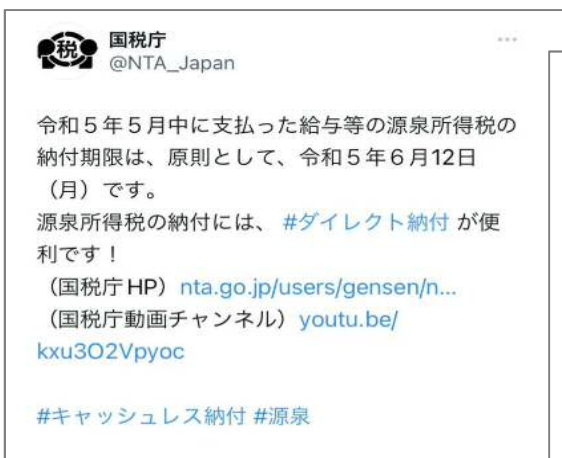 税
国税庁
@NTA_Japan
令和５年５月中に支払った給与等の源泉所得税の
納付期限は、原則として、令和５年６月12日
（月）です。
源泉所得税の納付には、 #ダイレクト納付 が便
利です！
（国税庁HP）nta.go.jp/users/gensen/n...
（国税庁動画チャンネル）youtu.be/
kxu3O2Vpyoc
#キャッシュレス納付 #源泉